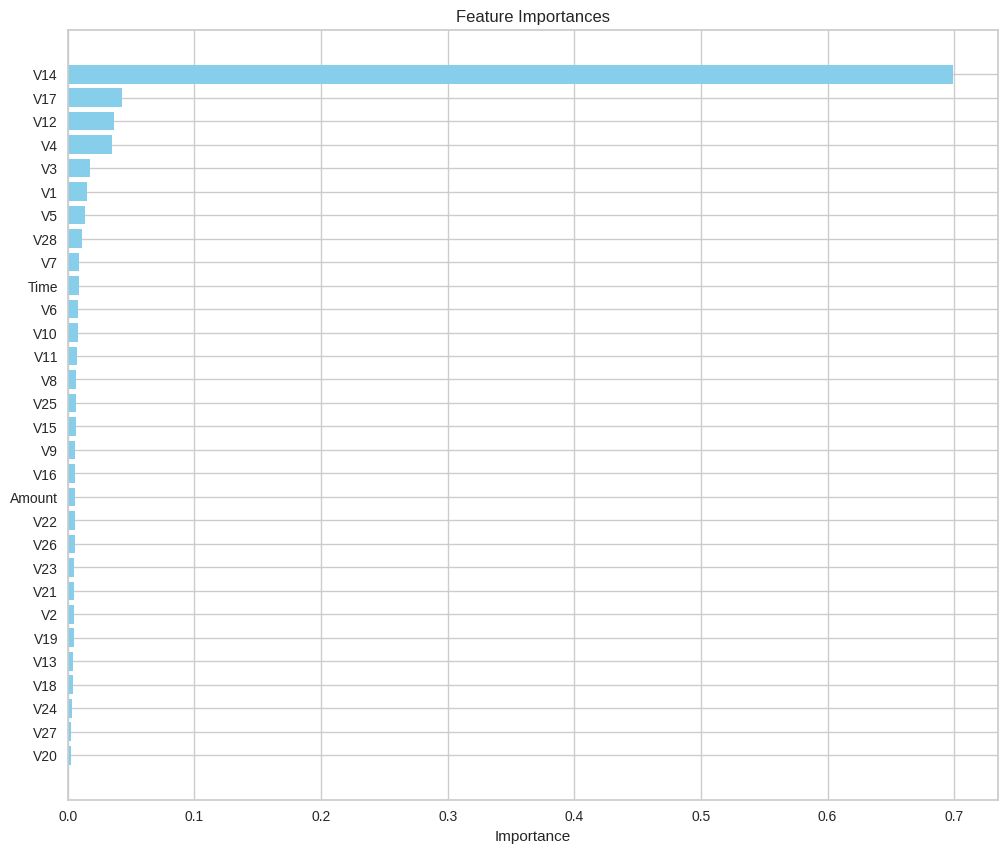 Feature Importances
V14
V17
V12
V4
V3
V1
V5
V28
V7
Time
V6
V10
V11
V8
V25
V15
V9
V16
Amount
V22
V26
V23
V21
V2
V19
V13
V18
V24
V27
V20
0.0 0.1 0.2 0.3 0.4 0.5 0.6 0.7
Importance